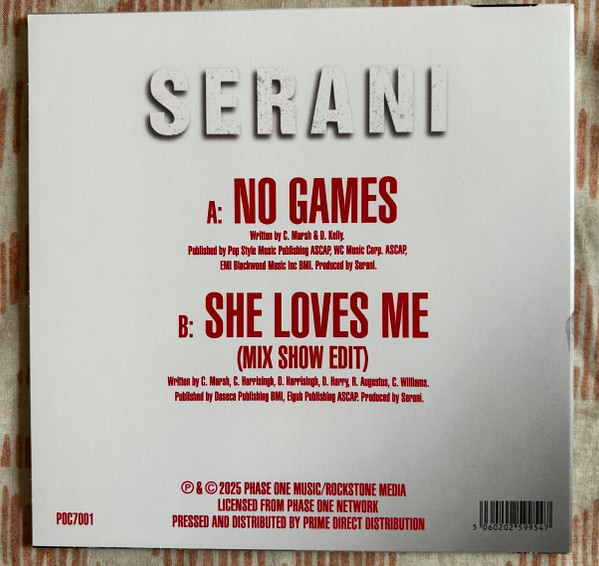 SERANI
A: NO GAMES
Written by C. Marsh & D. Kelly.
Published by Pop Style Music Publishing ASCAP, WC Music Corp. ASCAP,
EMI Blackwood Music Inc BMI. Produced by Serani.
B: SHE LOVES ME
(MIX SHOW EDIT)
Written by C. Marsh, C. Harrisingh, D. Harrisingh, D. Harry, R. Augustus, C. Williams.
Published by Daseca Publishing BMI, Elguh Publishing ASCAP. Produced by Serani.
Ⓟ & © 2025 PHASE ONE MUSIC/ROCKSTONE MEDIA
LICENSED FROM PHASE ONE NETWORK
PRESSED AND DISTRIBUTED BY PRIME DIRECT DISTRIBUTION
POC7001
5 060202 599547